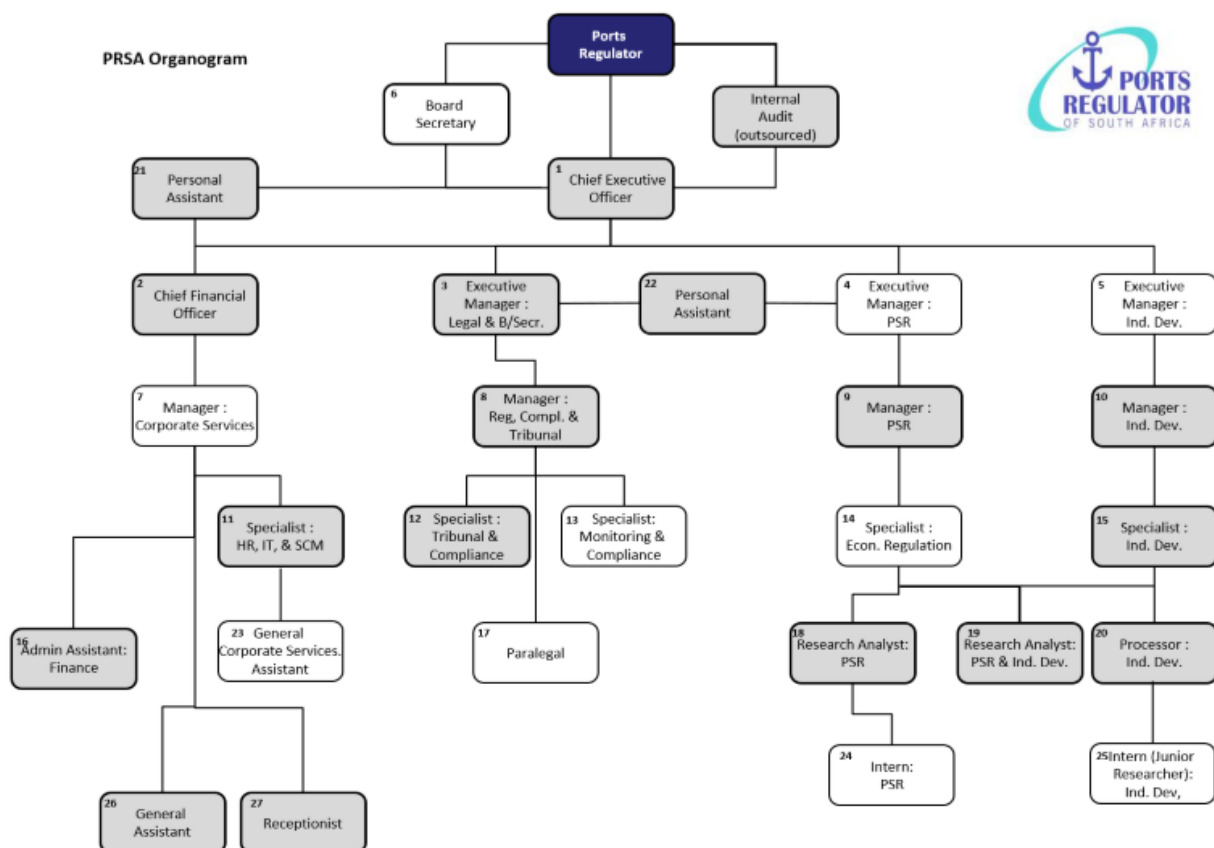 Ports
Regulator
PRSA Organogram
PORTS
REGULATOR
OF SOUTH AFRICA
6
Board
Secretary
Internal
Audit
(outsourced)
21
Personal
Assistant
1
Chief Executive
Officer
2
Chief Financial
Officer
3
Executive
Manager :
Legal & B/Secr.
22
Personal
Assistant
4
Executive
Manager :
PSR
5
Executive
Manager :
Ind. Dev.
7
Manager :
Corporate Services
8
Manager :
Reg, Compl. &
Tribunal
9
Manager :
PSR
10
Manager :
Ind. Dev.
11
Specialist :
HR, IT, & SCM
12
Specialist :
Tribunal &
Compliance
13
Specialist:
Monitoring &
Compliance
14
Specialist :
Econ. Regulation
15
Specialist :
Ind. Dev.
16
Admin Assistant:
Finance
23
General
Corporate Services.
Assistant
17
Paralegal
18
Research Analyst:
PSR
19
Research Analyst:
PSR & Ind. Dev.
20
Processor :
Ind. Dev.
24
Intern:
PSR
25
Intern (Junior
Researcher):
Ind. Dev,
26
General
Assistant
27
Receptionist